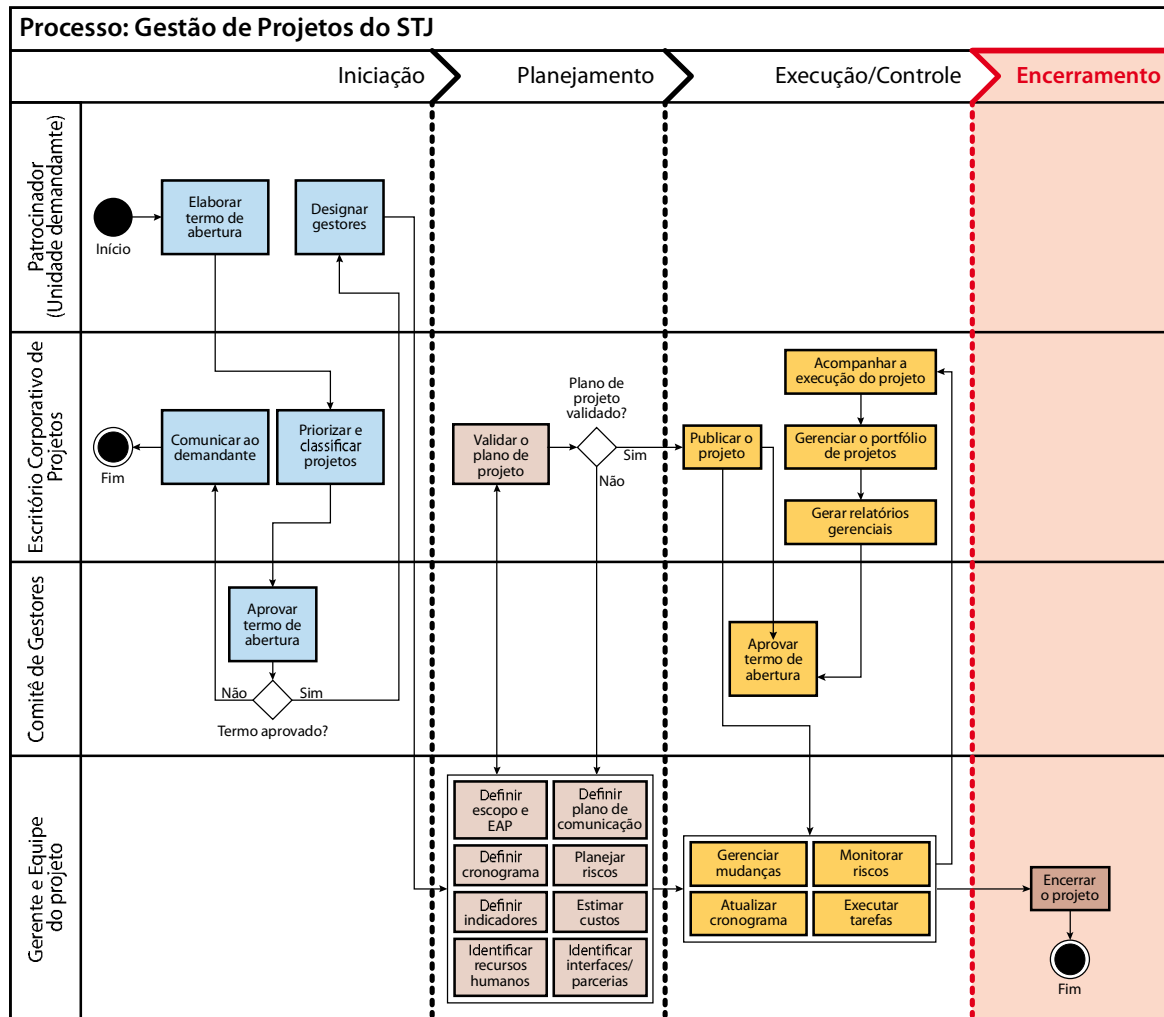 Processo: Gestão de Projetos do STJ
Iniciação
Planejamento
Execução/Controle
Encerramento
Patrocinador
(Unidade demandamte)
Início
Elaborar
termo de
abertura
Designar
gestores
Escritório Corporativo de
Projetos
Fim
Comunicar ao
demandante
Priorizar e
classificar
projetos
Validar o
plano de
projeto
Plano de
projeto
validado?
Sim
Não
Publicar o
projeto
Acompanhar a
execução do projeto
Gerenciar o portfólio
de projetos
Gerar relatórios
gerenciais
Comitê de Gestores
Aprovar
termo de
abertura
Não
Sim
Termo aprovado?
Aprovar
termo de
abertura
Gerente e Equipe
do projeto
Definir
escopo e
EAP
Definir
plano de
comunicação
Definir
cronograma
Planejar
riscos
Definir
indicadores
Estimar
custos
Identificar
recursos
humanos
Identificar
interfaces/
parcerias
Gerenciar
mudanças
Monitorar
riscos
Atualizar
cronograma
Executar
tarefas
Encerrar
o projeto
Fim